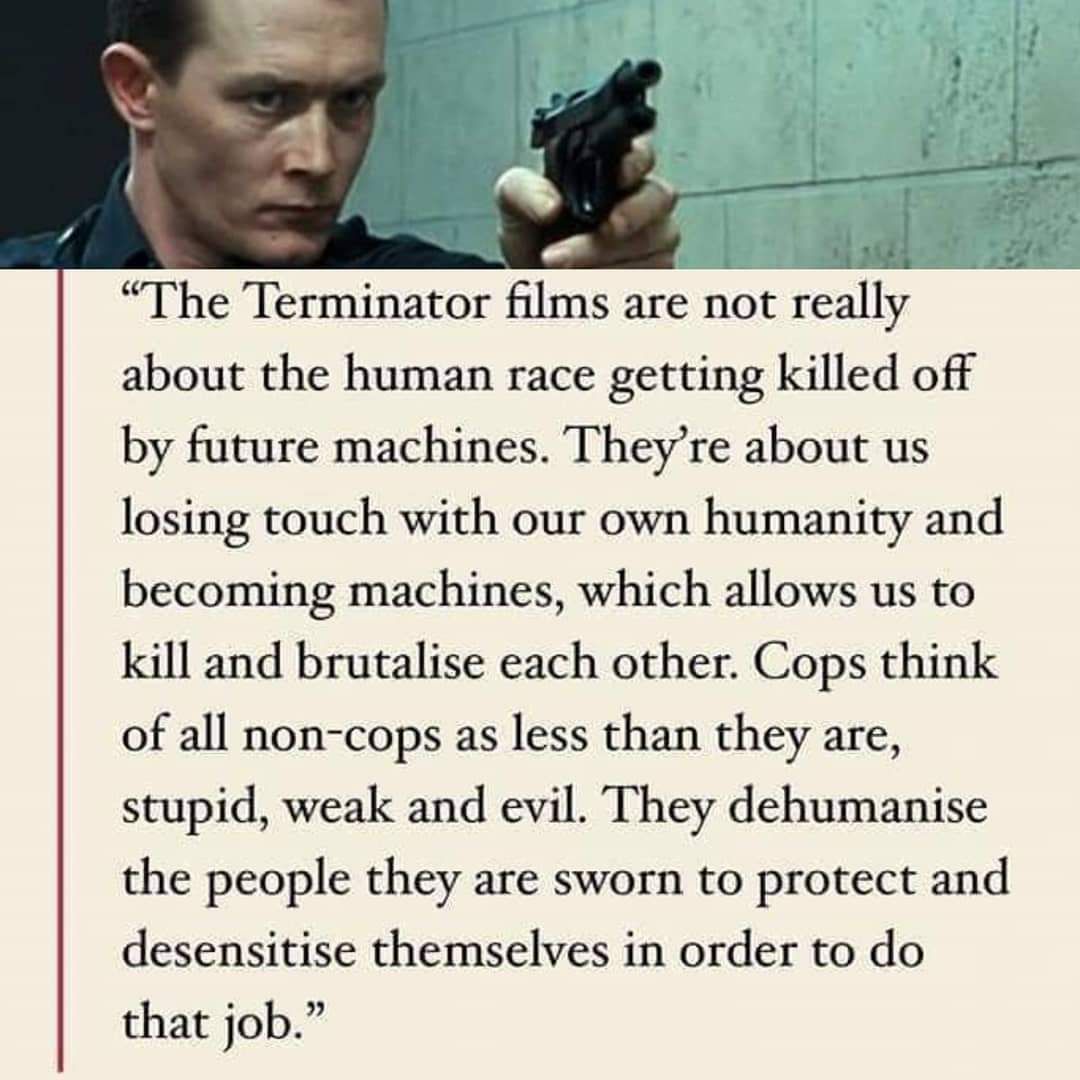 “The Terminator films are not really
about the human race getting killed off
by future machines. They’re about us
losing touch with our own humanity and
becoming machines, which allows us to
kill and brutalise each other. Cops think
of all non-cops as less than they are,
stupid, weak and evil. They dehumanise
the people they are sworn to protect and
desensitise themselves in order to do
that job.”